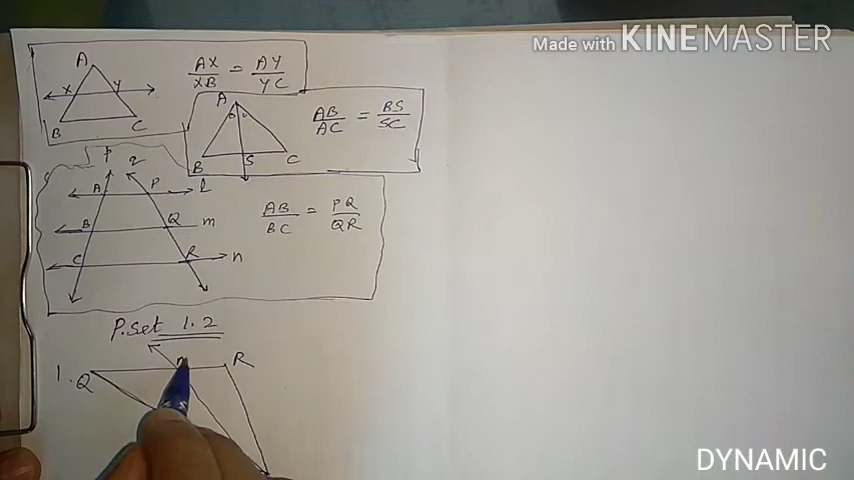 Made with KINEMASTER
A
X Y
B C
AX/XB = AY/YC
A
B S C
AB/AC = BS/SC
p q
A P l
B Q m
C R n
AB/BC = PQ/QR
P.Set 1.2
1. Q R
DYNAMIC